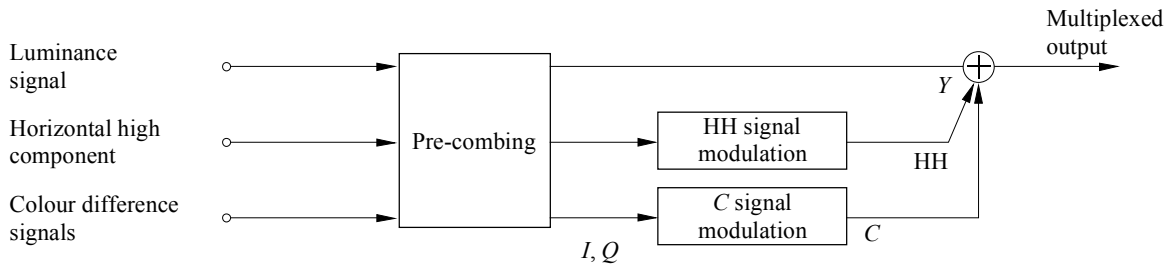 Multiplexed
output
Luminance
signal
Y
Horizontal high
component
Pre-combing
HH signal
modulation
HH
Colour difference
signals
C signal
modulation
C
I, Q